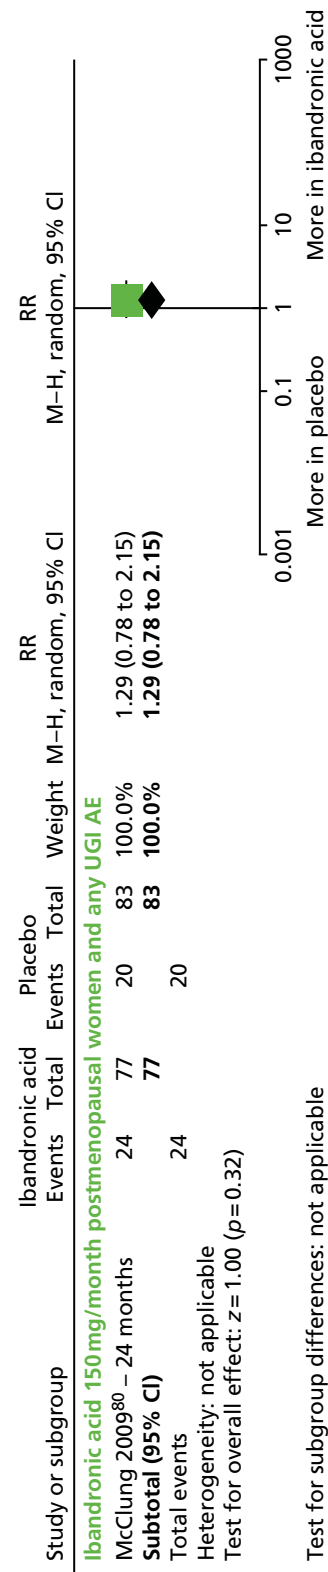 Ibandronic acid Placebo RR RR
Study or subgroup Events Total Events Total Weight M–H, random, 95% CI M–H, random, 95% CI
Ibandronic acid 150 mg/month postmenopausal women and any UGI AE
McClung 2009⁸⁰ – 24 months 24 77 20 83 100.0% 1.29 (0.78 to 2.15)
Subtotal (95% CI) 77 83 100.0% 1.29 (0.78 to 2.15)
Total events 24 20
Heterogeneity: not applicable
Test for overall effect: z = 1.00 (p = 0.32)
0.001 0.1 1 10 1000
Test for subgroup differences: not applicable More in placebo More in ibandronic acid